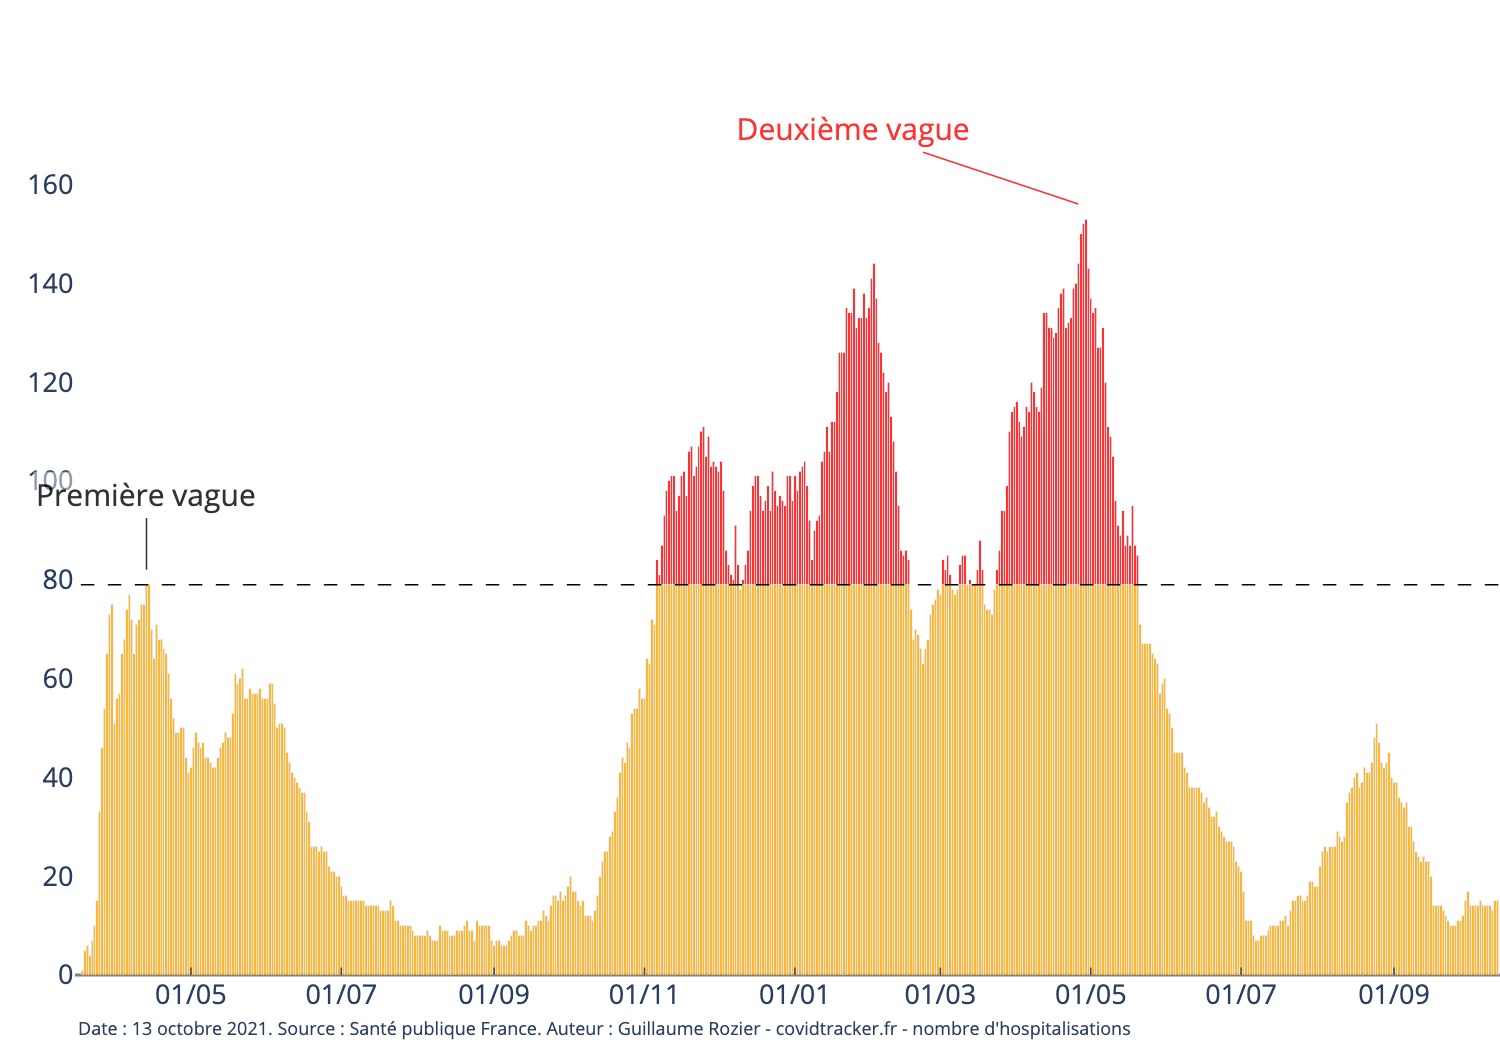 Deuxième vague
160
140
120
100
Première vague
80
60
40
20
0
01/05 01/07 01/09 01/11 01/01 01/03 01/05 01/07 01/09
Date : 13 octobre 2021. Source : Santé publique France. Auteur : Guillaume Rozier - covidtracker.fr - nombre d'hospitalisations